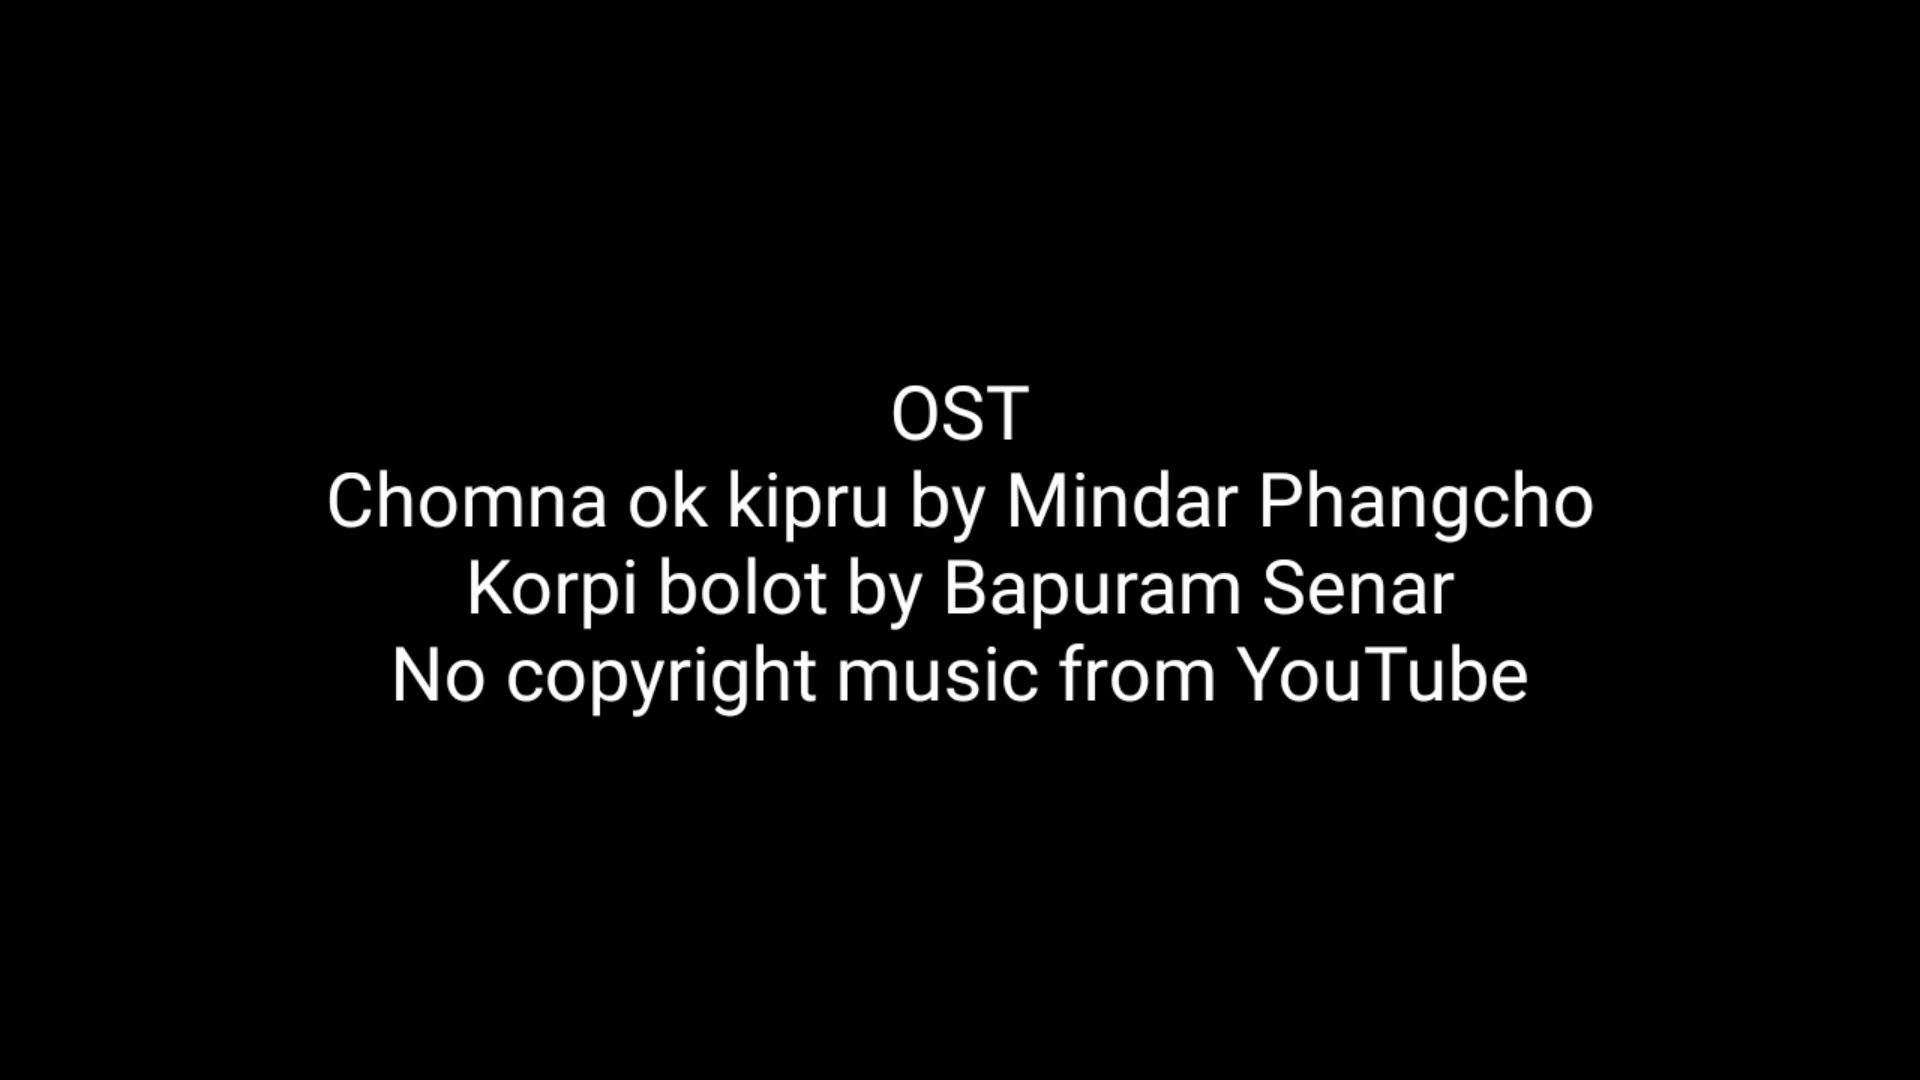 OST
Chomna ok kipru by Mindar Phangcho
Korpi bolot by Bapuram Senar
No copyright music from YouTube